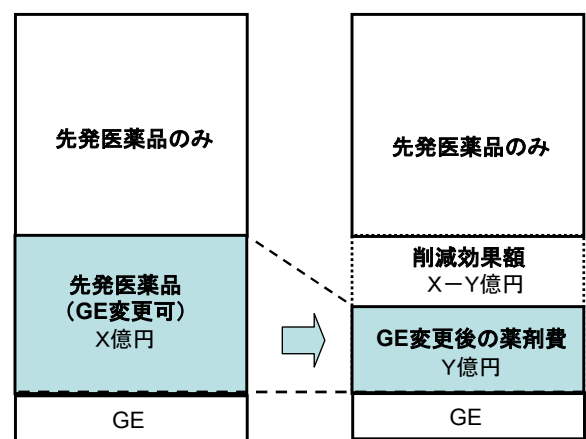 先発医薬品のみ
先発医薬品
（GE変更可）
X億円
GE
先発医薬品のみ
削減効果額
X－Y億円
GE変更後の薬剤費
Y億円
GE